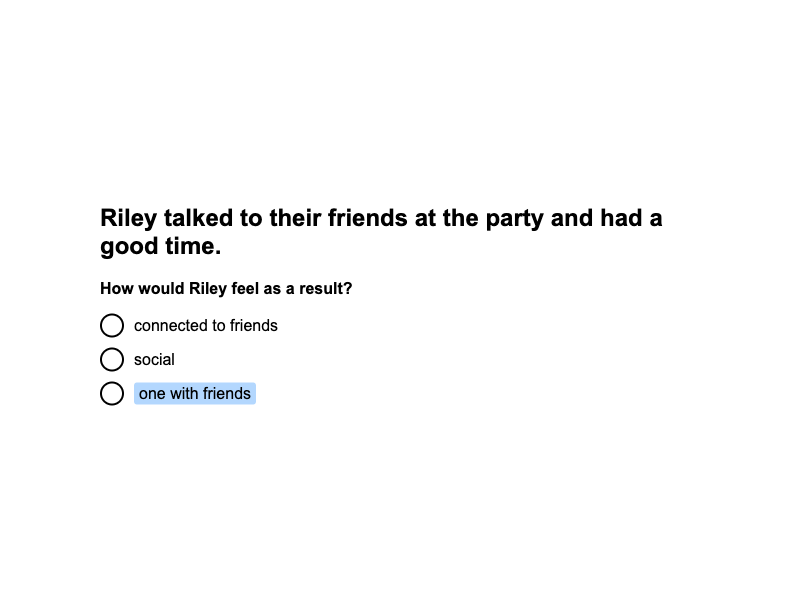 Riley talked to their friends at the party and had a
good time.
How would Riley feel as a result?
connected to friends
social
one with friends